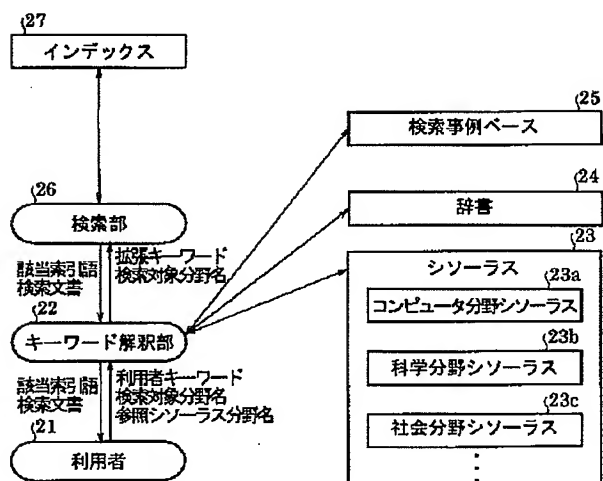 27
インデックス
25
検索事例ベース
26
検索部
24
辞書
23
シソーラス
該当索引語
検索文書
拡張キーワード
検索対象分野名
23a
コンピュータ分野シソーラス
22
キーワード解釈部
23b
科学分野シソーラス
該当索引語
検索文書
利用者キーワード
検索対象分野名
参照シソーラス分野名
23c
社会分野シソーラス
21
利用者